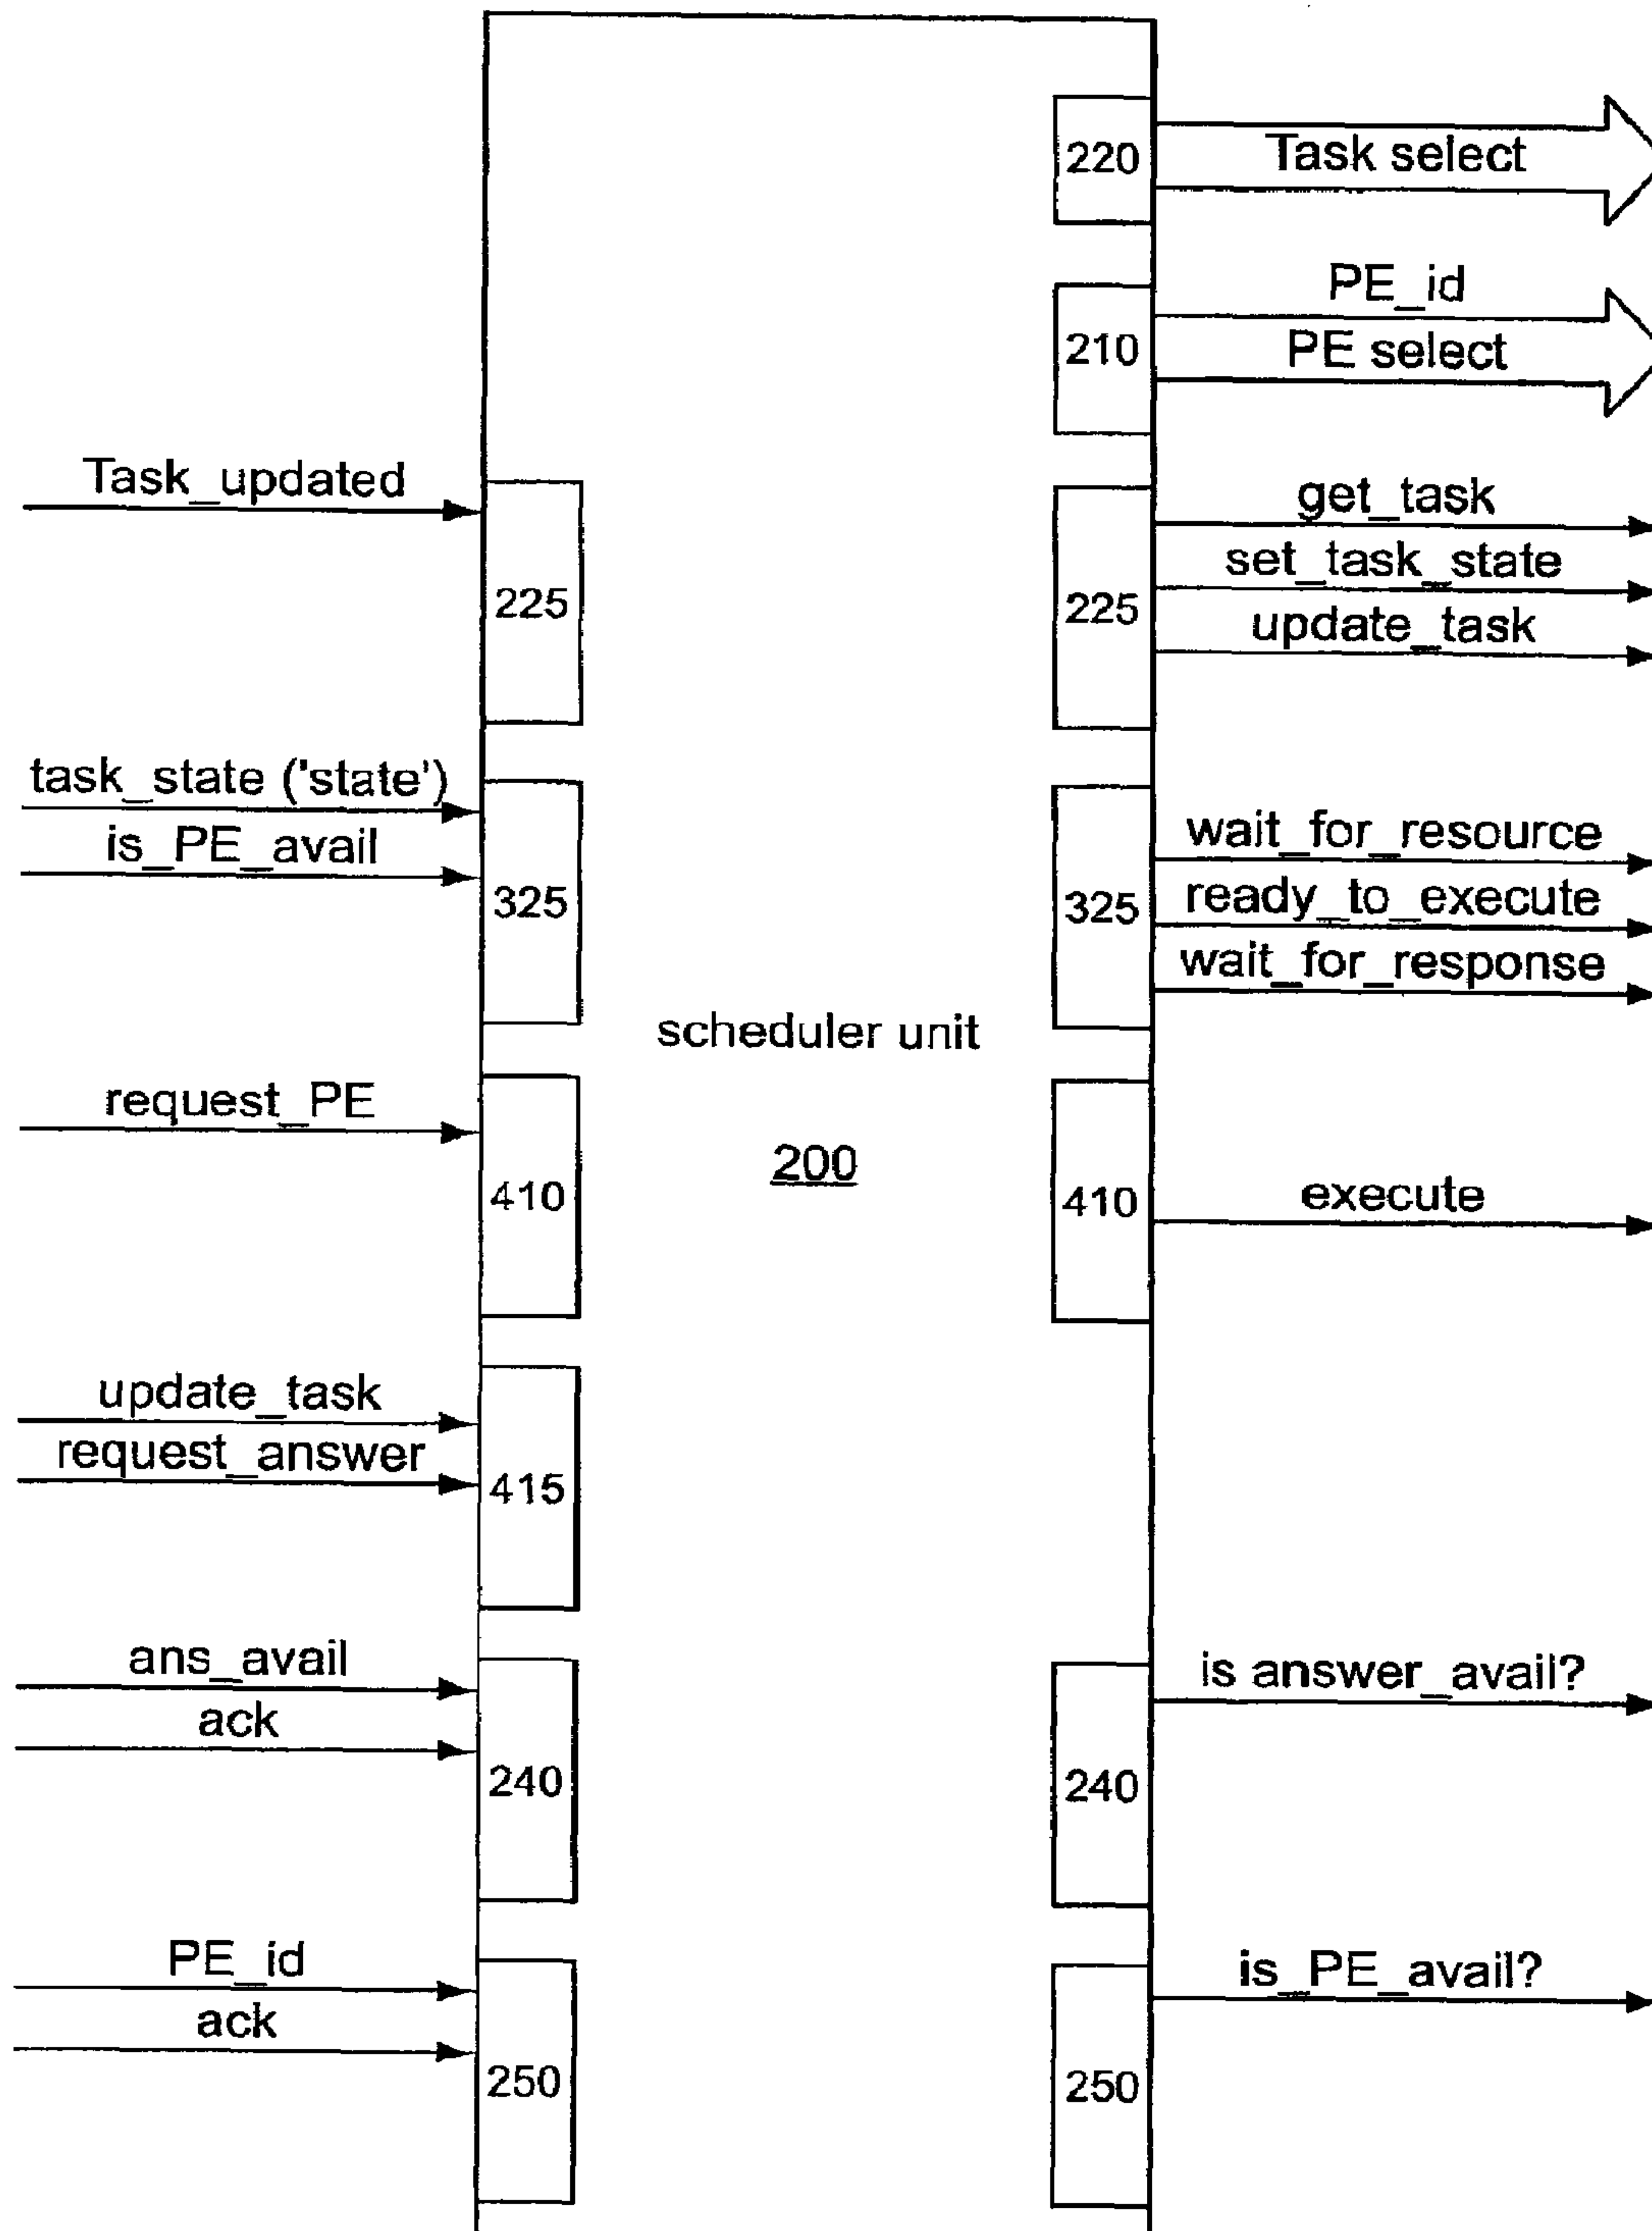 220
Task select
PE_id
210
PE select
Task_updated
225
225
get_task
set_task_state
update_task
task_state ('state')
is_PE_avail
325
325
wait_for_resource
ready_to_execute
wait_for_response
scheduler unit
200
request_PE
410
410
execute
update_task
request_answer
415
ans_avail
ack
240
240
is answer_avail?
PE_id
ack
250
250
is_PE_avail?